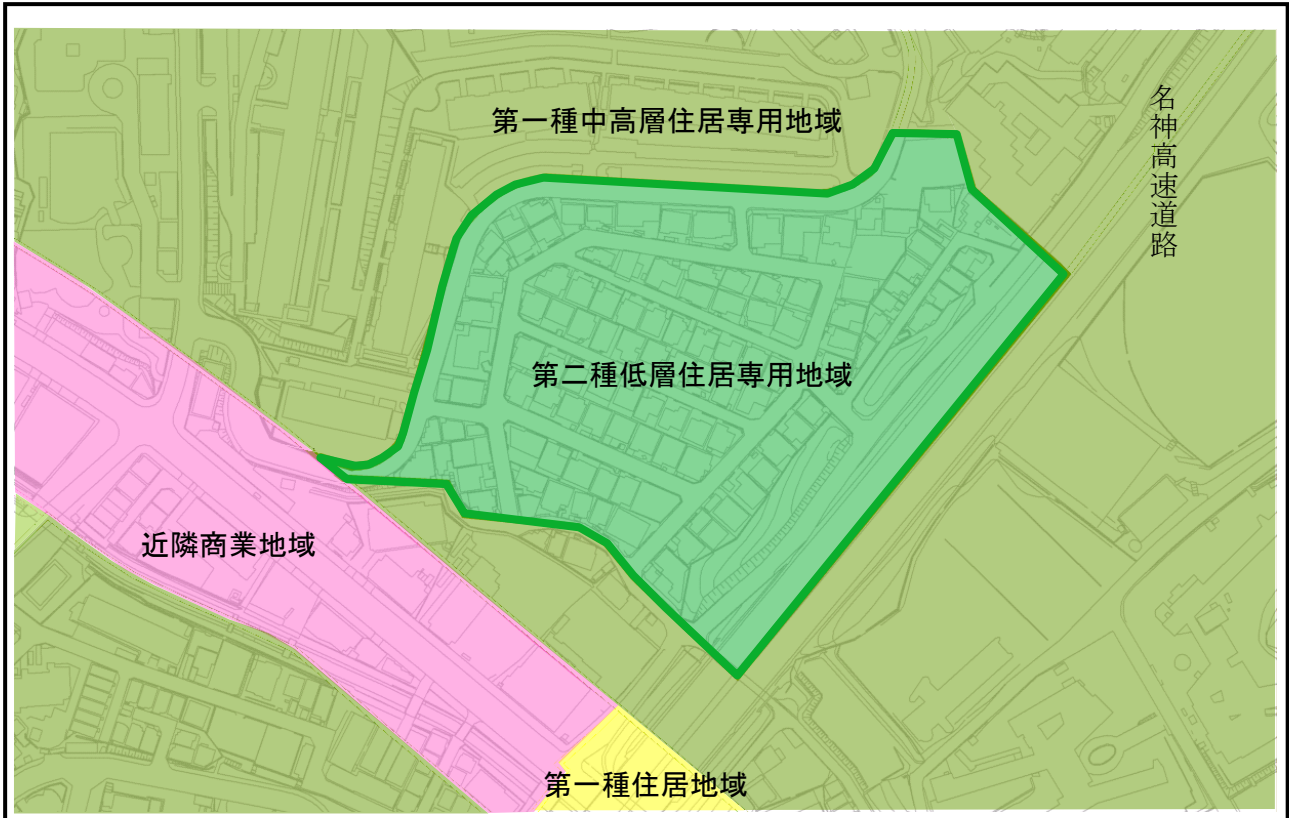 第一種中高層住居専用地域
名神高速道路
第二種低層住居専用地域
近隣商業地域
第一種住居地域